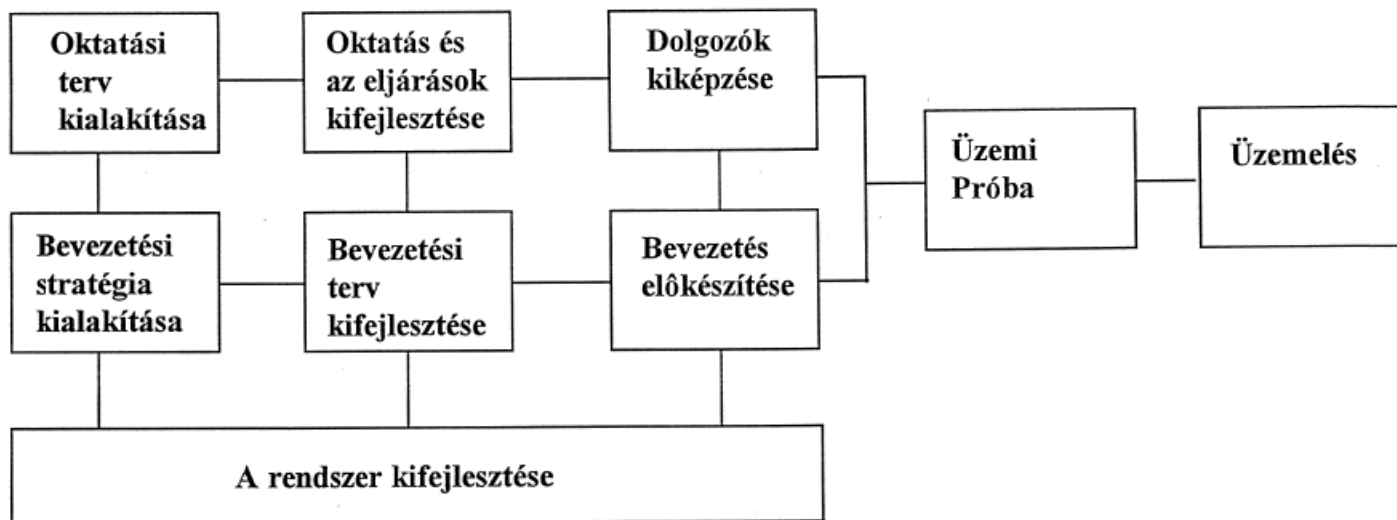 Oktatási
terv
kialakítása
Oktatás és
az eljárások
kifejlesztése
Dolgozók
kiképzése
Üzemi
Próba
Üzemelés
Bevezetési
stratégia
kialakítása
Bevezetési
terv
kifejlesztése
Bevezetés
elôkészítése
A rendszer kifejlesztése